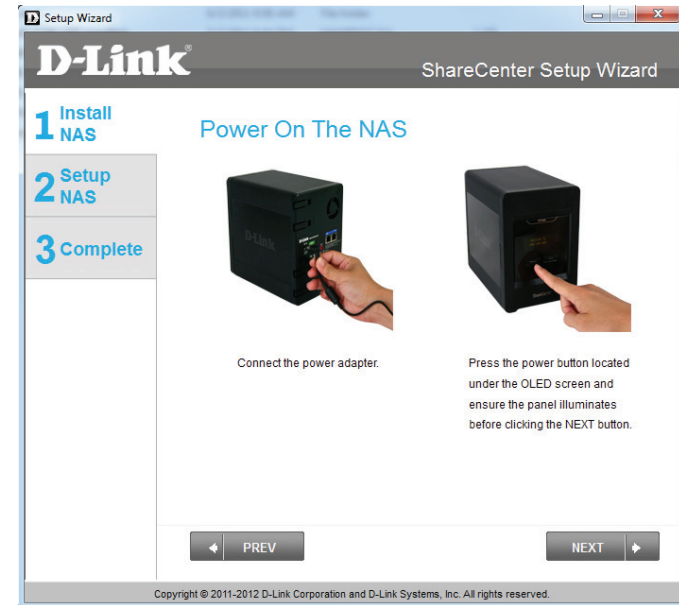 Setup Wizard
D-Link®
ShareCenter Setup Wizard
1 Install
NAS
2 Setup
NAS
3 Complete
Power On The NAS
D-Link
Connect the power adapter.
Press the power button located
under the OLED screen and
ensure the panel illuminates
before clicking the NEXT button.
PREV
NEXT
Copyright © 2011-2012 D-Link Corporation and D-Link Systems, Inc. All rights reserved.